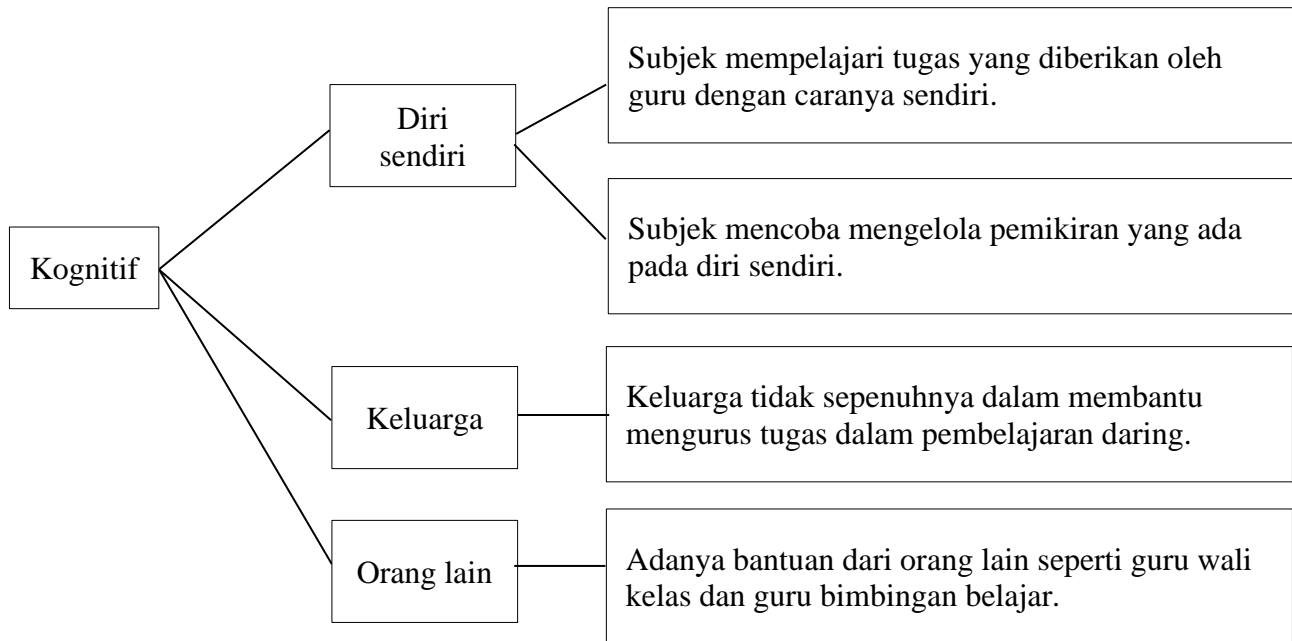 Kognitif
Diri
sendiri
Subjek mempelajari tugas yang diberikan oleh
guru dengan caranya sendiri.
Subjek mencoba mengelola pemikiran yang ada
pada diri sendiri.
Keluarga
Keluarga tidak sepenuhnya dalam membantu
mengurus tugas dalam pembelajaran daring.
Orang lain
Adanya bantuan dari orang lain seperti guru wali
kelas dan guru bimbingan belajar.